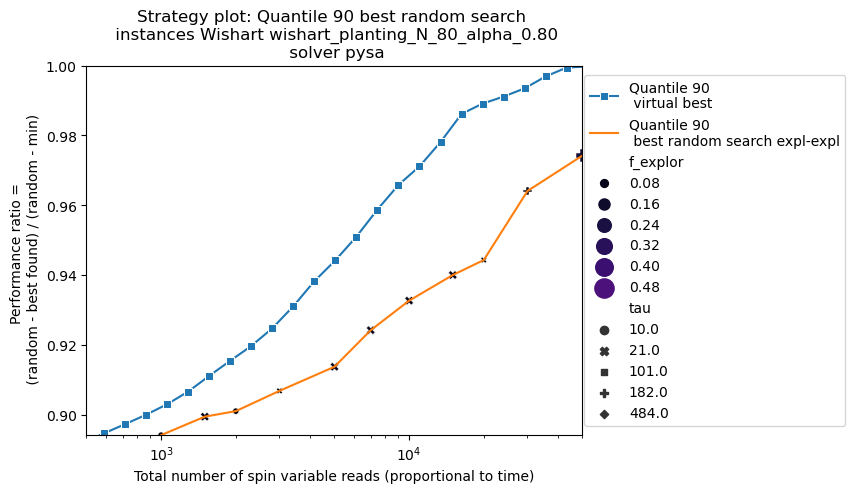 Strategy plot: Quantile 90 best random search
instances Wishart wishart_planting_N_80_alpha_0.80
solver pysa
Performance ratio =
(random - best found) / (random - min)
1.00
0.98
0.96
0.94
0.92
0.90
10^3
10^4
Total number of spin variable reads (proportional to time)
Quantile 90
virtual best
Quantile 90
best random search expl-expl
f_explor
0.08
0.16
0.24
0.32
0.40
0.48
tau
10.0
21.0
101.0
182.0
484.0